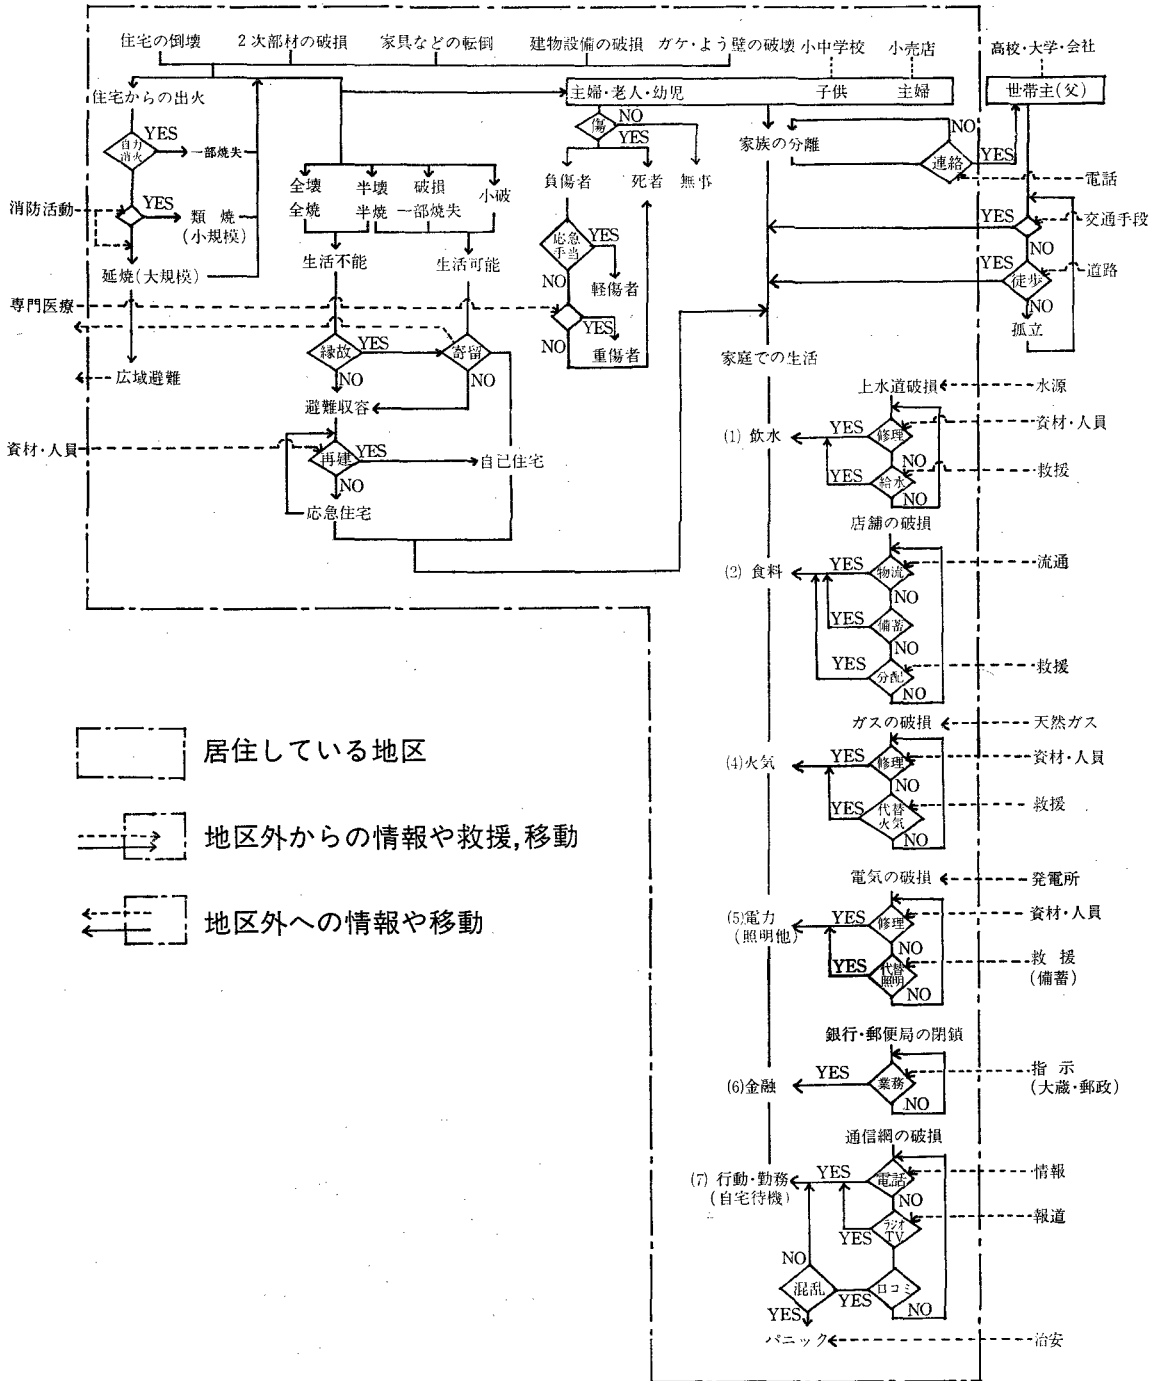 住宅の倒壊 2次部材の破損 家具などの転倒 建物設備の破損 ガケ・よう壁の破壊 小中学校 小売店 高校・大学・会社
住宅からの出火
主婦・老人・幼児 子供 主婦
世帯主(父)
自力
消火
YES
一部焼失
NO
傷
NO
YES
家族の分離
NO
連絡
YES
電話
全壊
全焼
半壊
半焼
破損
一部焼失
小破
負傷者
死者
無事
消防活動
YES
類焼
(小規模)
延焼(大規模)
生活不能
生活可能
応急
手当
YES
NO
軽傷者
YES
交通手段
NO
YES
徒歩
道路
NO
孤立
専門医療
YES
NO
重傷者
広域避難
縁故
YES
寄留
NO
NO
避難収容
家庭での生活
資材・人員
再建
YES
自己住宅
NO
応急住宅
上水道破損
水源
(1) 飲水
YES
修理
資材・人員
NO
YES
給水
救援
NO
店舗の破損
(2) 食料
YES
物流
流通
NO
YES
備蓄
NO
YES
分配
救援
NO
ガスの破損
天然ガス
(4)火気
YES
修理
資材・人員
NO
YES
代替
火気
救援
NO
電気の破損
発電所
(5)電力
(照明他)
YES
修理
資材・人員
NO
YES
代替
照明
救援
(備蓄)
NO
銀行・郵便局の閉鎖
(6)金融
YES
業務
指示
(大蔵・郵政)
NO
通信網の破損
(7) 行動・勤務
(自宅待機)
YES
電話
情報
NO
YES
ラジオ
TV
報道
NO
混乱
YES
口コミ
NO
YES
パニック
治安
居住している地区
地区外からの情報や救援,移動
地区外への情報や移動